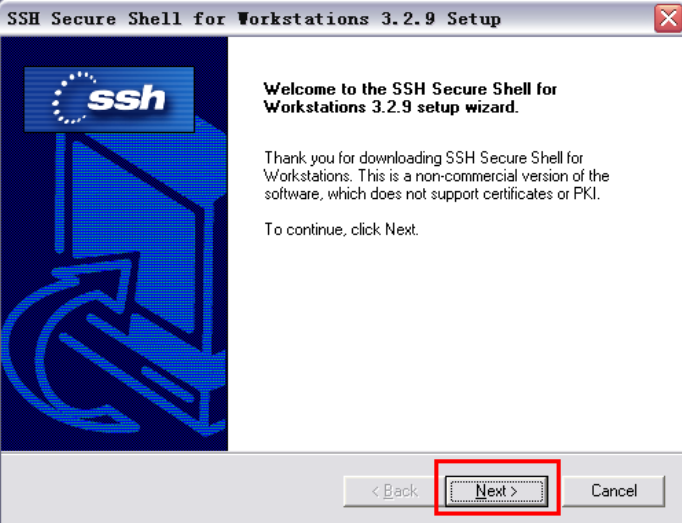 SSH Secure Shell for Workstations 3.2.9 Setup
ssh
Welcome to the SSH Secure Shell for
Workstations 3.2.9 setup wizard.
Thank you for downloading SSH Secure Shell for
Workstations. This is a non-commercial version of the
software, which does not support certificates or PKI.
To continue, click Next.
< Back
Next >
Cancel